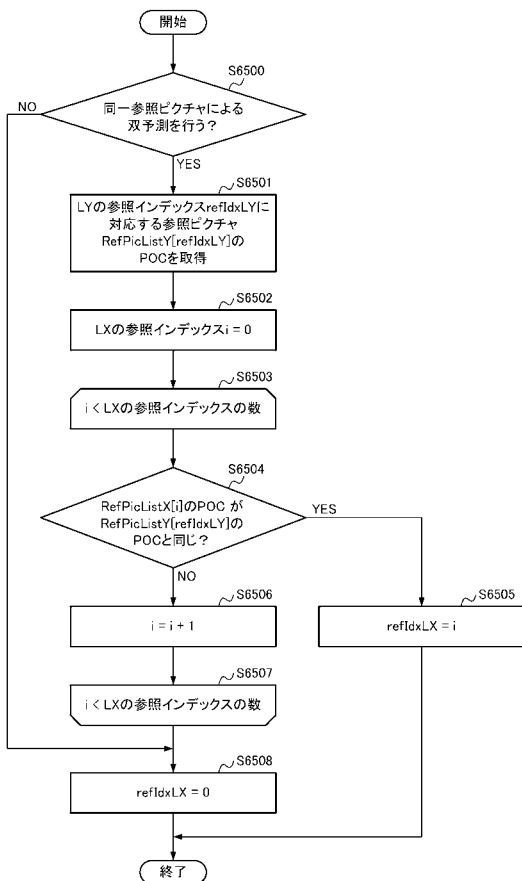 開始
S6500
同一参照ピクチャによる
双予測を行う?
NO
YES
S6501
LYの参照インデックスrefIdxLYに
対応する参照ピクチャ
RefPicListY[refIdxLY]の
POCを取得
S6502
LXの参照インデックスi = 0
S6503
i < LXの参照インデックスの数
S6504
RefPicListX[i]のPOC が
RefPicListY[refIdxLY]の
POCと同じ?
YES
NO
S6506
i = i + 1
S6505
refIdxLX = i
S6507
i < LXの参照インデックスの数
S6508
refIdxLX = 0
終了